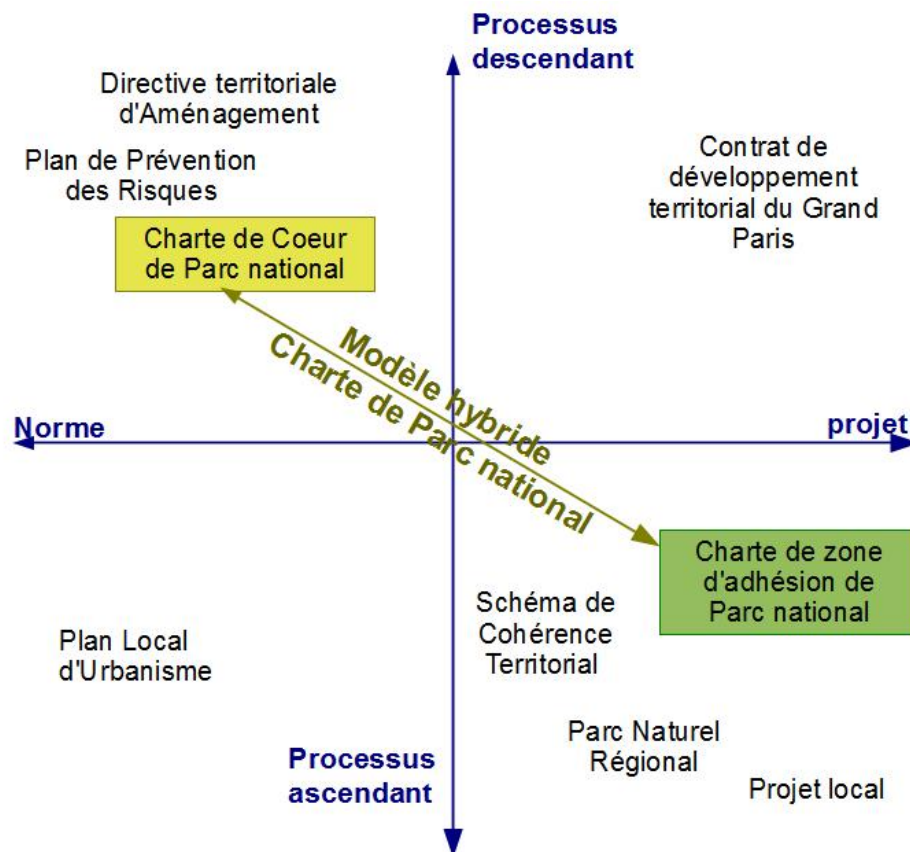 Processus
descendant
Directive territoriale
d'Aménagement
Plan de Prévention
des Risques
Contrat de
développement
territorial du Grand
Paris
Charte de Coeur
de Parc national
Modèle hybride
Charte de Parc national
Norme
projet
Charte de zone
d'adhésion de
Parc national
Schéma de
Cohérence
Territorial
Plan Local
d'Urbanisme
Parc Naturel
Régional
Processus
ascendant
Projet local